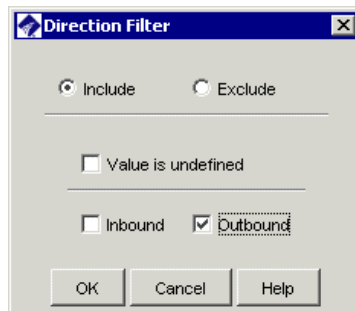 Direction Filter
Include Exclude
Value is undefined
Inbound Outbound
OK Cancel Help